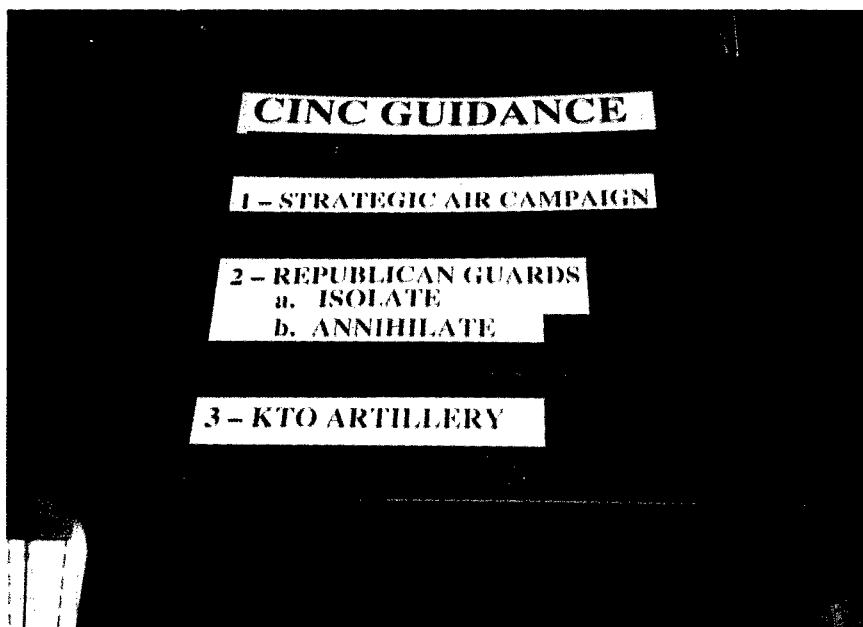 CINC GUIDANCE
1 – STRATEGIC AIR CAMPAIGN
2 – REPUBLICAN GUARDS
a. ISOLATE
b. ANNIHILATE
3 – KTO ARTILLERY